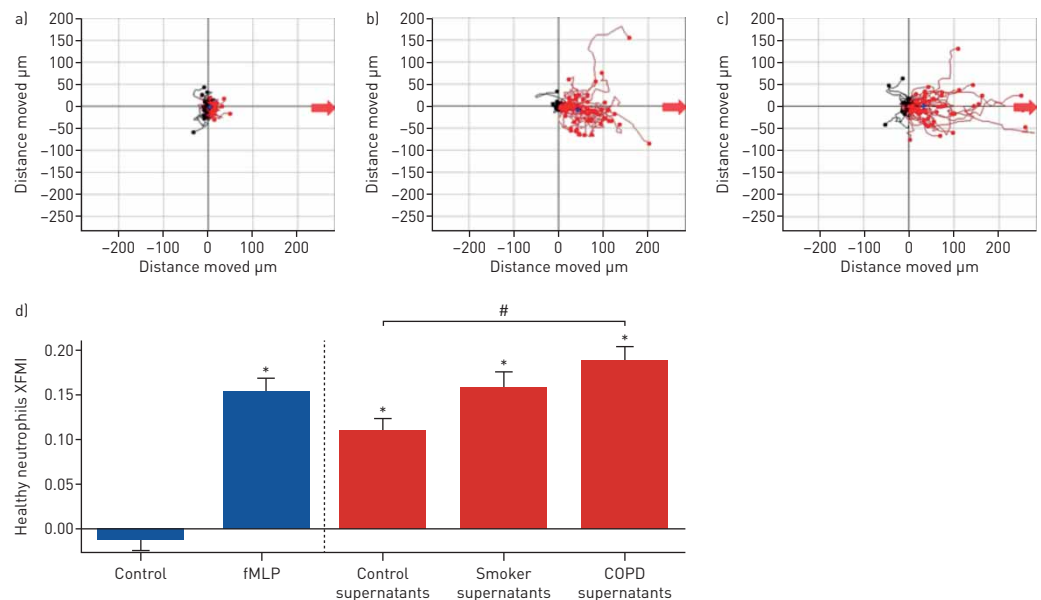 a)
200
150
100
50
0
−50
−100
−150
−200
−250
Distance moved µm
−200 −100 0 100 200
Distance moved µm
b)
200
150
100
50
0
−50
−100
−150
−200
−250
Distance moved µm
−200 −100 0 100 200
Distance moved µm
c)
200
150
100
50
0
−50
−100
−150
−200
−250
Distance moved µm
−200 −100 0 100 200
Distance moved µm
d)
#
0.20
0.15
0.10
0.05
0.00
Healthy neutrophils XFMI
* * * *
Control fMLP Control Smoker COPD
supernatants supernatants supernatants